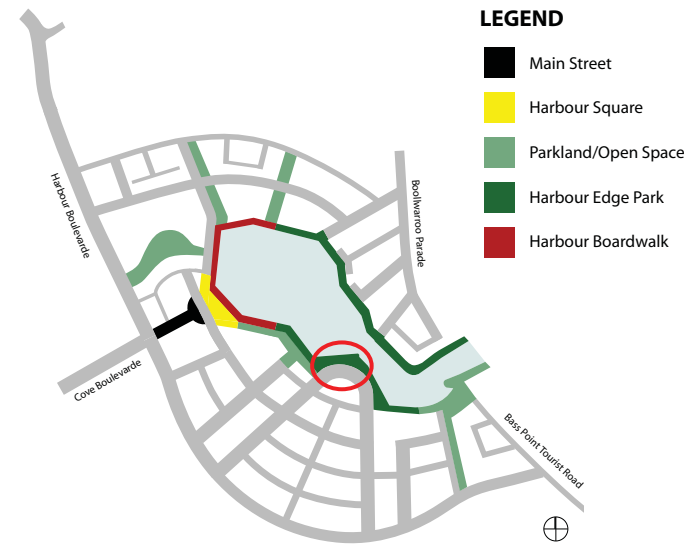 LEGEND
Main Street
Harbour Square
Parkland/Open Space
Harbour Edge Park
Harbour Boardwalk
Harbour Boulevarde
Boollwarroo Parade
Cove Boulevarde
Bass Point Tourist Road